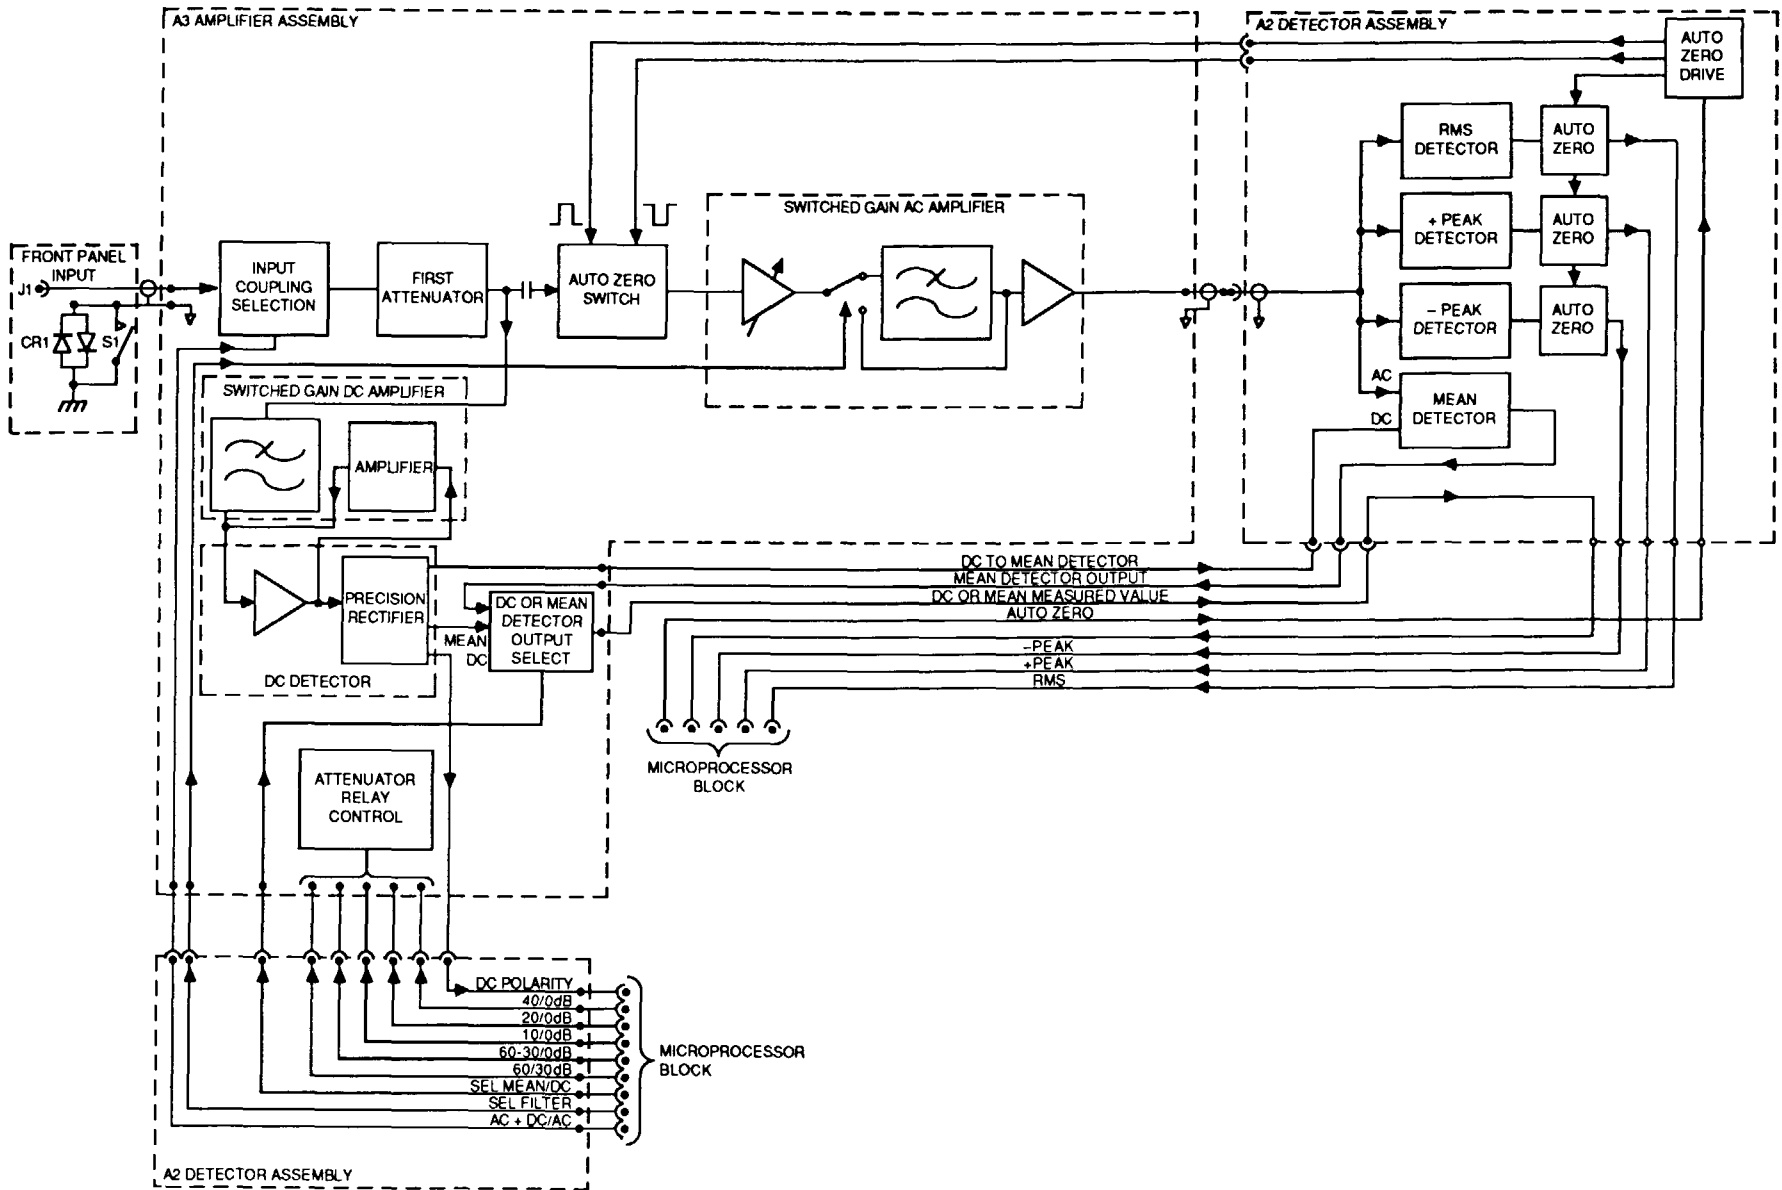 A3 AMPLIFIER ASSEMBLY
A2 DETECTOR ASSEMBLY
AUTO
ZERO
DRIVE
RMS
DETECTOR
AUTO
ZERO
+ PEAK
DETECTOR
AUTO
ZERO
- PEAK
DETECTOR
AUTO
ZERO
AC
DC
MEAN
DETECTOR
FRONT PANEL
INPUT
J1
CR1
S1
INPUT
COUPLING
SELECTION
FIRST
ATTENUATOR
AUTO ZERO
SWITCH
SWITCHED GAIN AC AMPLIFIER
SWITCHED GAIN DC AMPLIFIER
AMPLIFIER
PRECISION
RECTIFIER
DC DETECTOR
MEAN
DC
DC OR MEAN
DETECTOR
OUTPUT
SELECT
DC TO MEAN DETECTOR
MEAN DETECTOR OUTPUT
DC OR MEAN MEASURED VALUE
AUTO ZERO
-PEAK
+PEAK
RMS
MICROPROCESSOR
BLOCK
ATTENUATOR
RELAY
CONTROL
DC POLARITY
40/0dB
20/0dB
10/0dB
60-30/0dB
60/30dB
SEL MEAN/DC
SEL FILTER
AC + DC/AC
MICROPROCESSOR
BLOCK
A2 DETECTOR ASSEMBLY